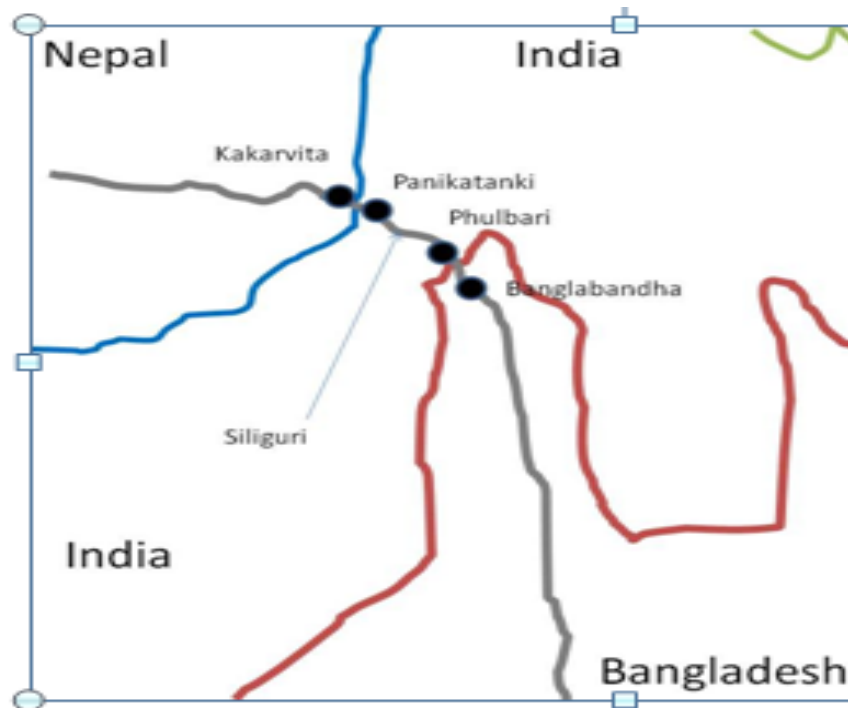 Nepal
India
Kakarvita
Panikatanki
Phulbari
Banglabandha
Siliguri
India
Bangladesh